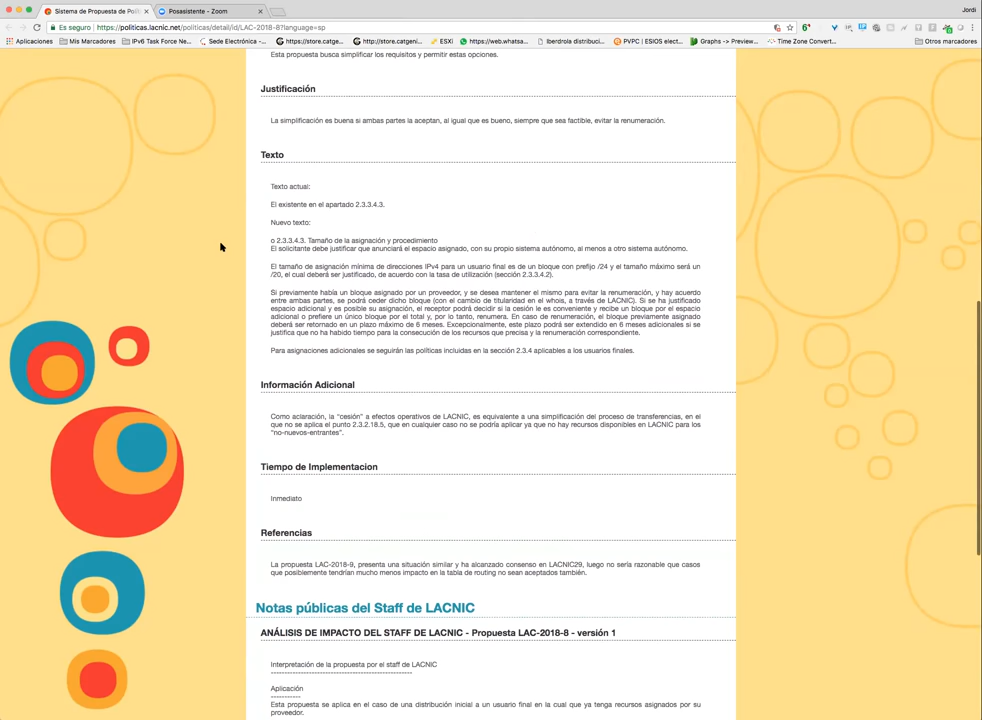 Sistema de Propuesta de Polí
Posasistente - Zoom
Jordi
Es seguro
https://politicas.lacnic.net/politicas/detail/id/LAC-2018-8?language=sp
Aplicaciones
Mis Marcadores
IPv6 Task Force Ne...
Sede Electrónica -...
https://store.catge...
http://store.catgeni...
ESXi
https://web.whatsa...
Iberdrola distribuci...
PVPC | ESIOS elect...
Graphs -> Preview...
Time Zone Convert...
Otros marcadores
Esta propuesta busca simplificar los requisitos y permitir estas opciones.
Justificación
La simplificación es buena si ambas partes la aceptan, al igual que es bueno, siempre que sea factible, evitar la renumeración.
Texto
Texto actual:
El existente en el apartado 2.3.3.4.3.
Nuevo texto:
o 2.3.3.4.3. Tamaño de la asignación y procedimiento
El solicitante debe justificar que anunciará el espacio asignado, con su propio sistema autónomo, al menos a otro sistema autónomo.
El tamaño de asignación mínima de direcciones IPv4 para un usuario final es de un bloque con prefijo /24 y el tamaño máximo será un
/20, el cual deberá ser justificado, de acuerdo con la tasa de utilización (sección 2.3.3.4.2).
Si previamente había un bloque asignado por un proveedor, y se desea mantener el mismo para evitar la renumeración, y hay acuerdo
entre ambas partes, se podrá ceder dicho bloque (con el cambio de titularidad en el whois, a través de LACNIC). Si se ha justificado
espacio adicional y es posible su asignación, el receptor podrá decidir si la cesión le es conveniente y recibe un bloque por el espacio
adicional o prefiere un único bloque por el total y, por lo tanto, renumera. En caso de renumeración, el bloque previamente asignado
deberá ser retornado en un plazo máximo de 6 meses. Excepcionalmente, este plazo podrá ser extendido en 6 meses adicionales si se
justifica que no ha habido tiempo para la consecución de los recursos que precisa y la renumeración correspondiente.
Para asignaciones adicionales se seguirán las políticas incluidas en la sección 2.3.4 aplicables a los usuarios finales.
Información Adicional
Como aclaración, la "cesión" a efectos operativos de LACNIC, es equivalente a una simplificación del proceso de transferencias, en el
que no se aplica el punto 2.3.2.18.5, que en cualquier caso no se podría aplicar ya que no hay recursos disponibles en LACNIC para los
"no-nuevos-entrantes".
Tiempo de Implementacion
Inmediato
Referencias
La propuesta LAC-2018-9, presenta una situación similar y ha alcanzado consenso en LACNIC29, luego no sería razonable que casos
que posiblemente tendrían mucho menos impacto en la tabla de routing no sean aceptados también.
Notas públicas del Staff de LACNIC
ANÁLISIS DE IMPACTO DEL STAFF DE LACNIC - Propuesta LAC-2018-8 - versión 1
Interpretación de la propuesta por el staff de LACNIC
Aplicación
Esta propuesta se aplica en el caso de una distribución inicial a un usuario final en la cual que ya tenga recursos asignados por su
proveedor.